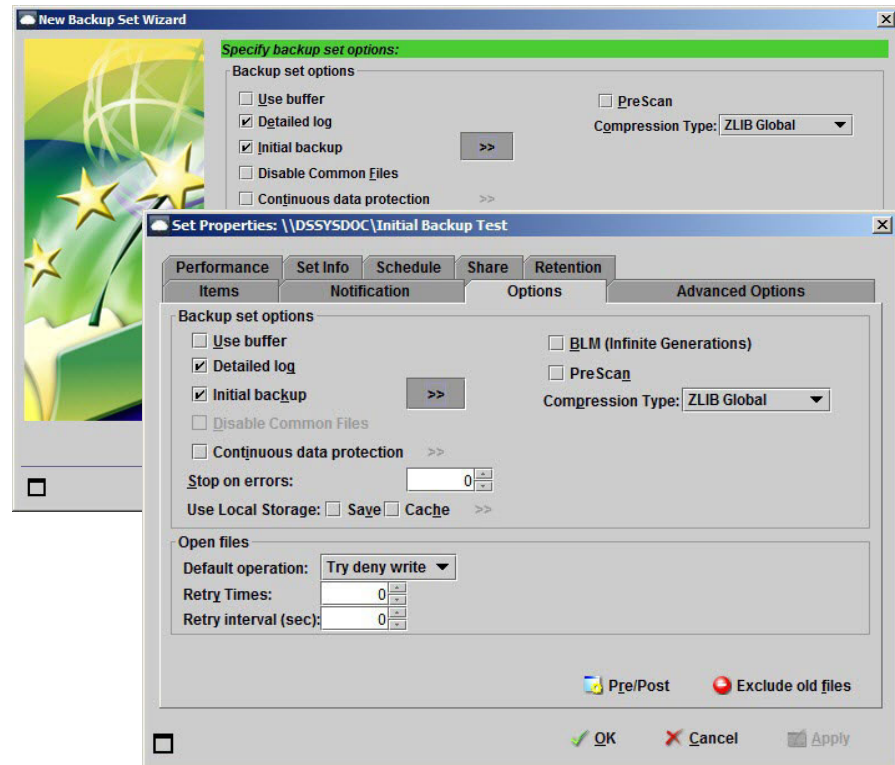 New Backup Set Wizard
Specify backup set options:
Backup set options
Use buffer
PreScan
Detailed log
Compression Type: ZLIB Global
Initial backup >>
Disable Common Files
Continuous data protection >>
Set Properties: \\DSSYSDOC\Initial Backup Test
Performance Set Info Schedule Share Retention
Items Notification Options Advanced Options
Backup set options
Use buffer
BLM (Infinite Generations)
Detailed log
PreScan
Initial backup >>
Compression Type: ZLIB Global
Disable Common Files
Continuous data protection >>
Stop on errors: 0
Use Local Storage: Save Cache >>
Open files
Default operation: Try deny write
Retry Times: 0
Retry interval (sec): 0
Pre/Post Exclude old files
OK Cancel Apply